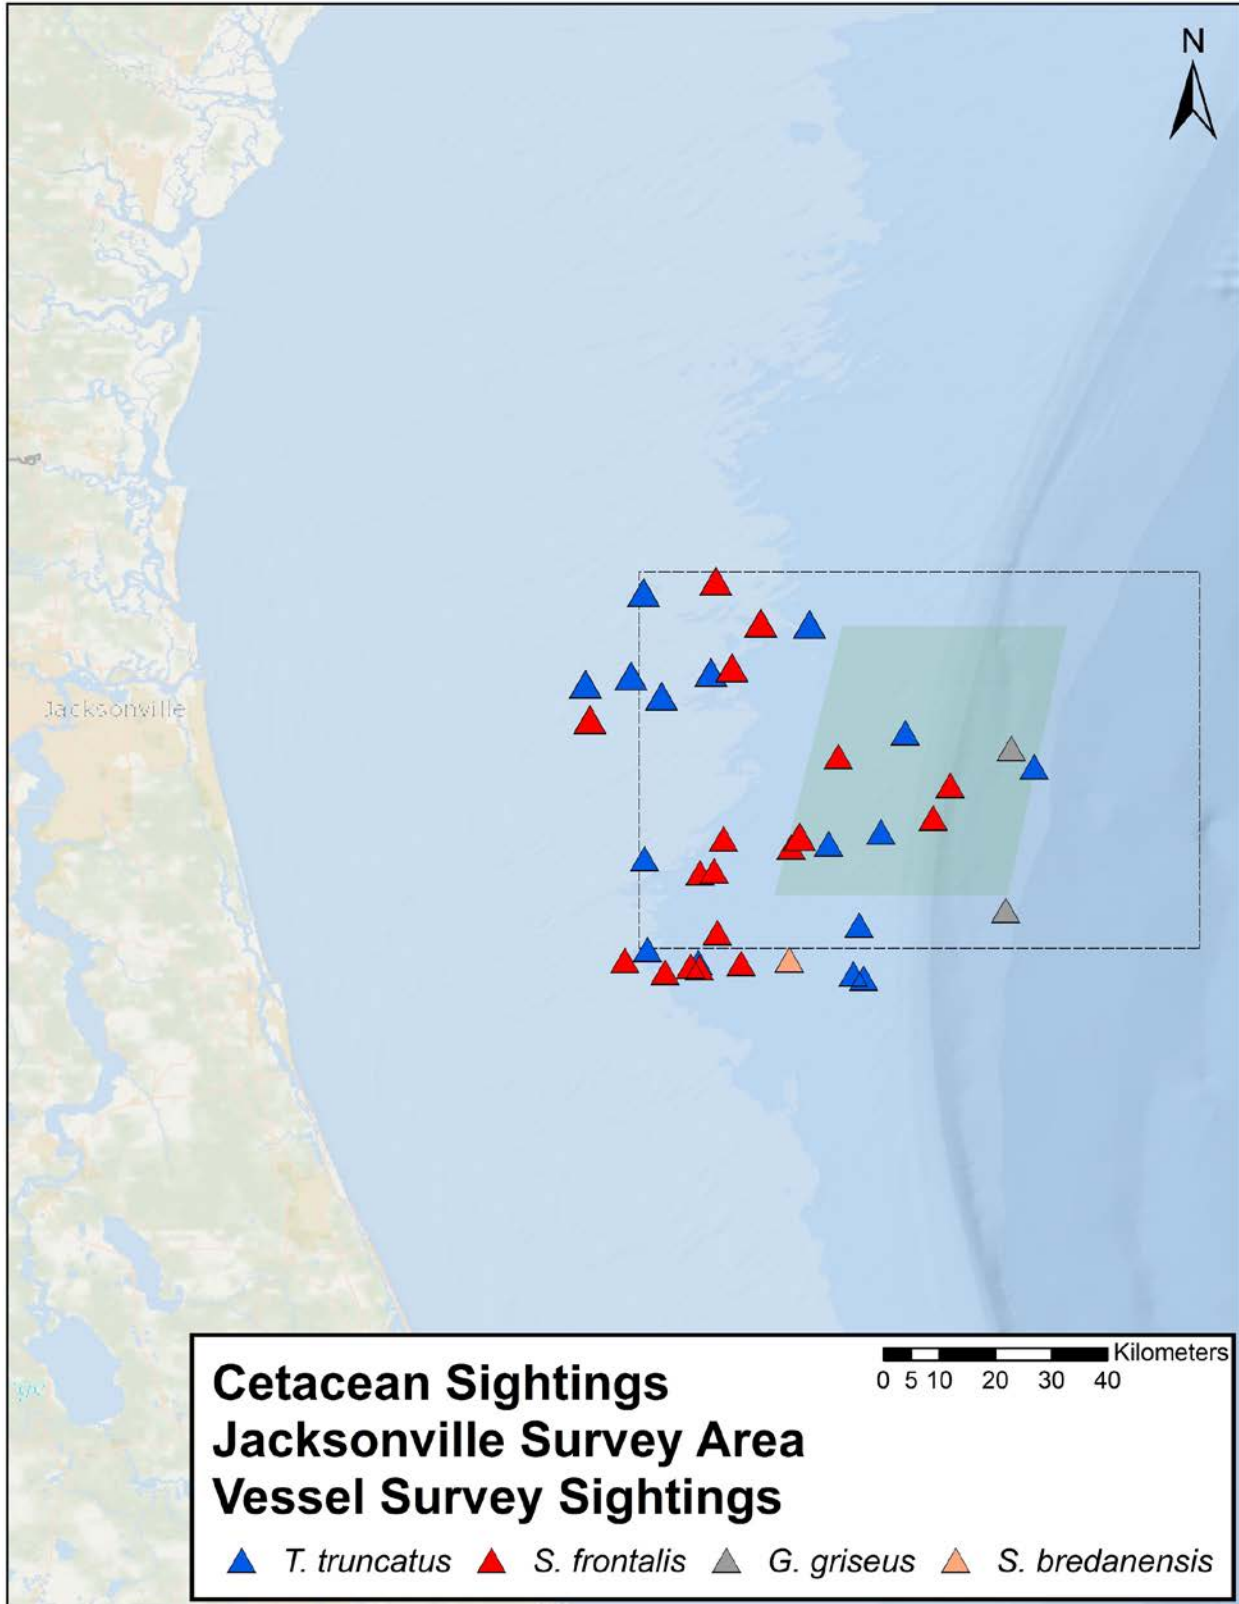 N
Jacksonville
Kilometers
0 5 10 20 30 40
Cetacean Sightings
Jacksonville Survey Area
Vessel Survey Sightings
T. trucatus S. frontalis G. griseus S. bredanensis